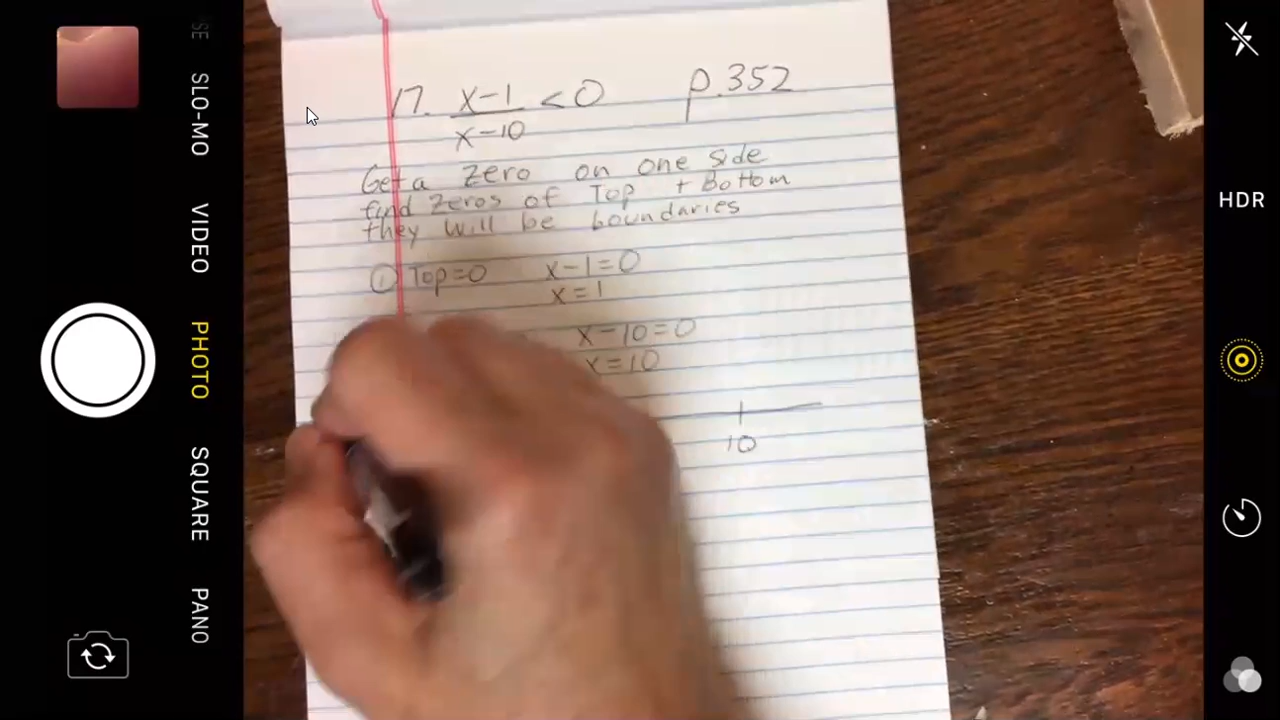 SE
SLO-MO
VIDEO
PHOTO
SQUARE
PANO
HDR
17. x-1 / x-10 < 0 p.352
Get a zero on one side
find zeros of Top + Bottom
they will be boundaries
① Top=0 x-1=0
x=1
x-10=0
x=10
10